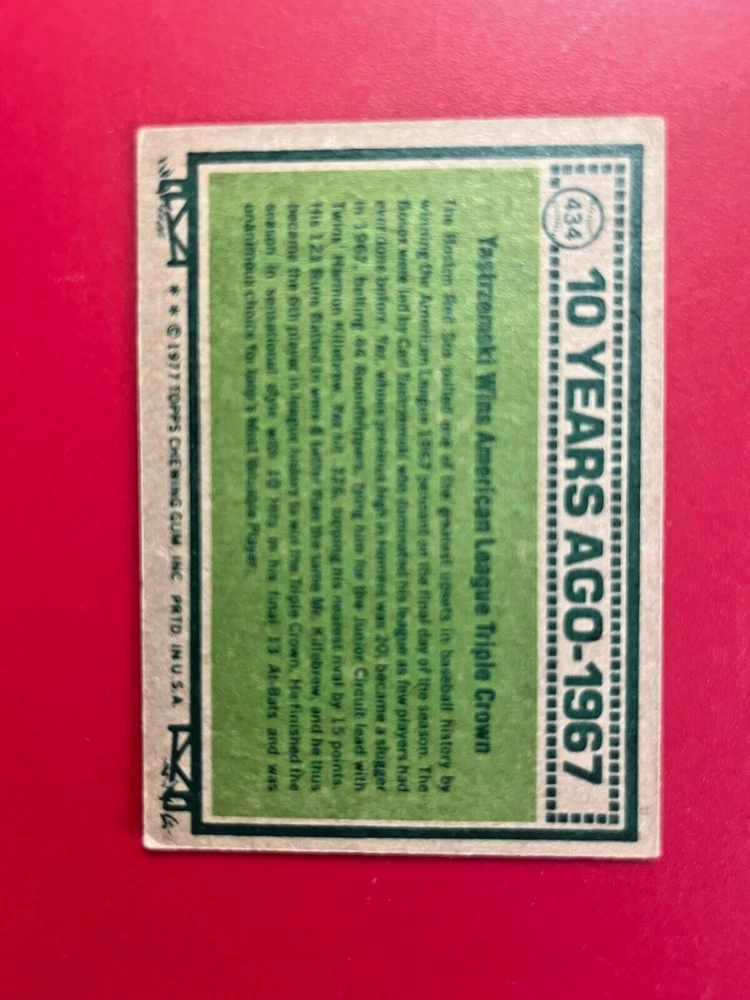 434
10 YEARS AGO-1967
Yastrzemski Wins American League Triple Crown
The Boston Red Sox pulled one of the greatest upsets in baseball history by
winning the American League 1967 pennant on the final day of the season. The
Bosox were led by Carl Yastrzemski who dominated his league as few players had
ever done before. Yaz, whose previous high in homers was 20, became a slugger
in 1967, belting 44 Roundtrippers, tying him for the Junior Circuit lead with
Twins' Harmon Killebrew. Yaz hit .326, topping his nearest rival by 15 points.
His 121 Runs Batted In were 8 better than the same Mr. Killebrew, and he thus
became the 6th player in league history to win the Triple Crown. He finished the
season in sensational style with 10 hits in his final 13 At-Bats and was
unanimous choice for loop's Most Valuable Player.
* * © 1977 TOPPS CHEWING GUM, INC. PRTD. IN U.S.A.